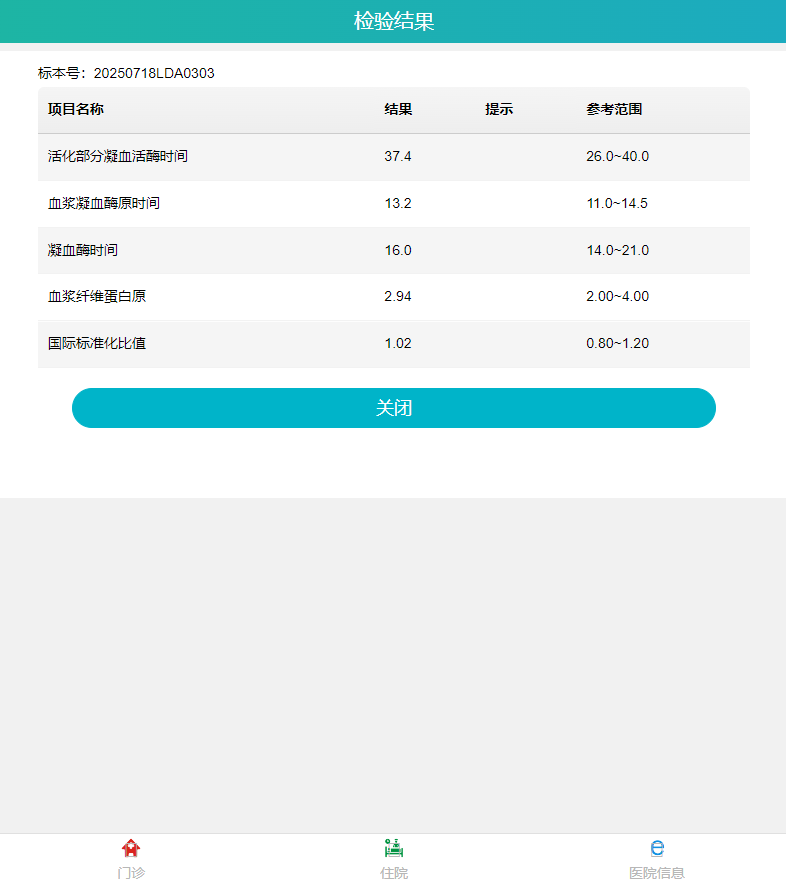 检验结果
标本号：20250718LDA0303
项目名称 结果 提示 参考范围
活化部分凝血活酶时间 37.4 26.0~40.0
血浆凝血酶原时间 13.2 11.0~14.5
凝血酶时间 16.0 14.0~21.0
血浆纤维蛋白原 2.94 2.00~4.00
国际标准化比值 1.02 0.80~1.20
关闭
门诊 住院 医院信息